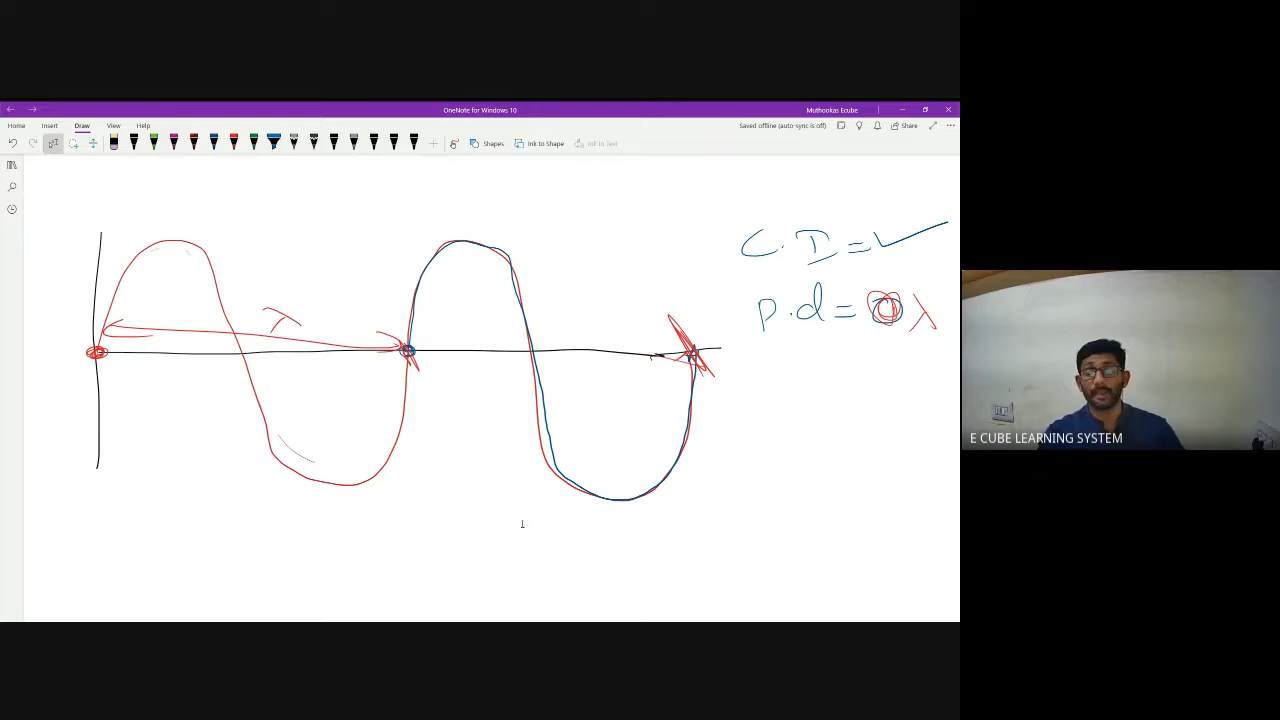 OneNote for Windows 10
Muthookas Ecube
Home Insert Draw View Help
Saved offline (auto-sync is off)
Share
Shapes
Ink to Shape
Ink to Text
C.I =
λ
p.d = 0 λ
E CUBE LEARNING SYSTEM